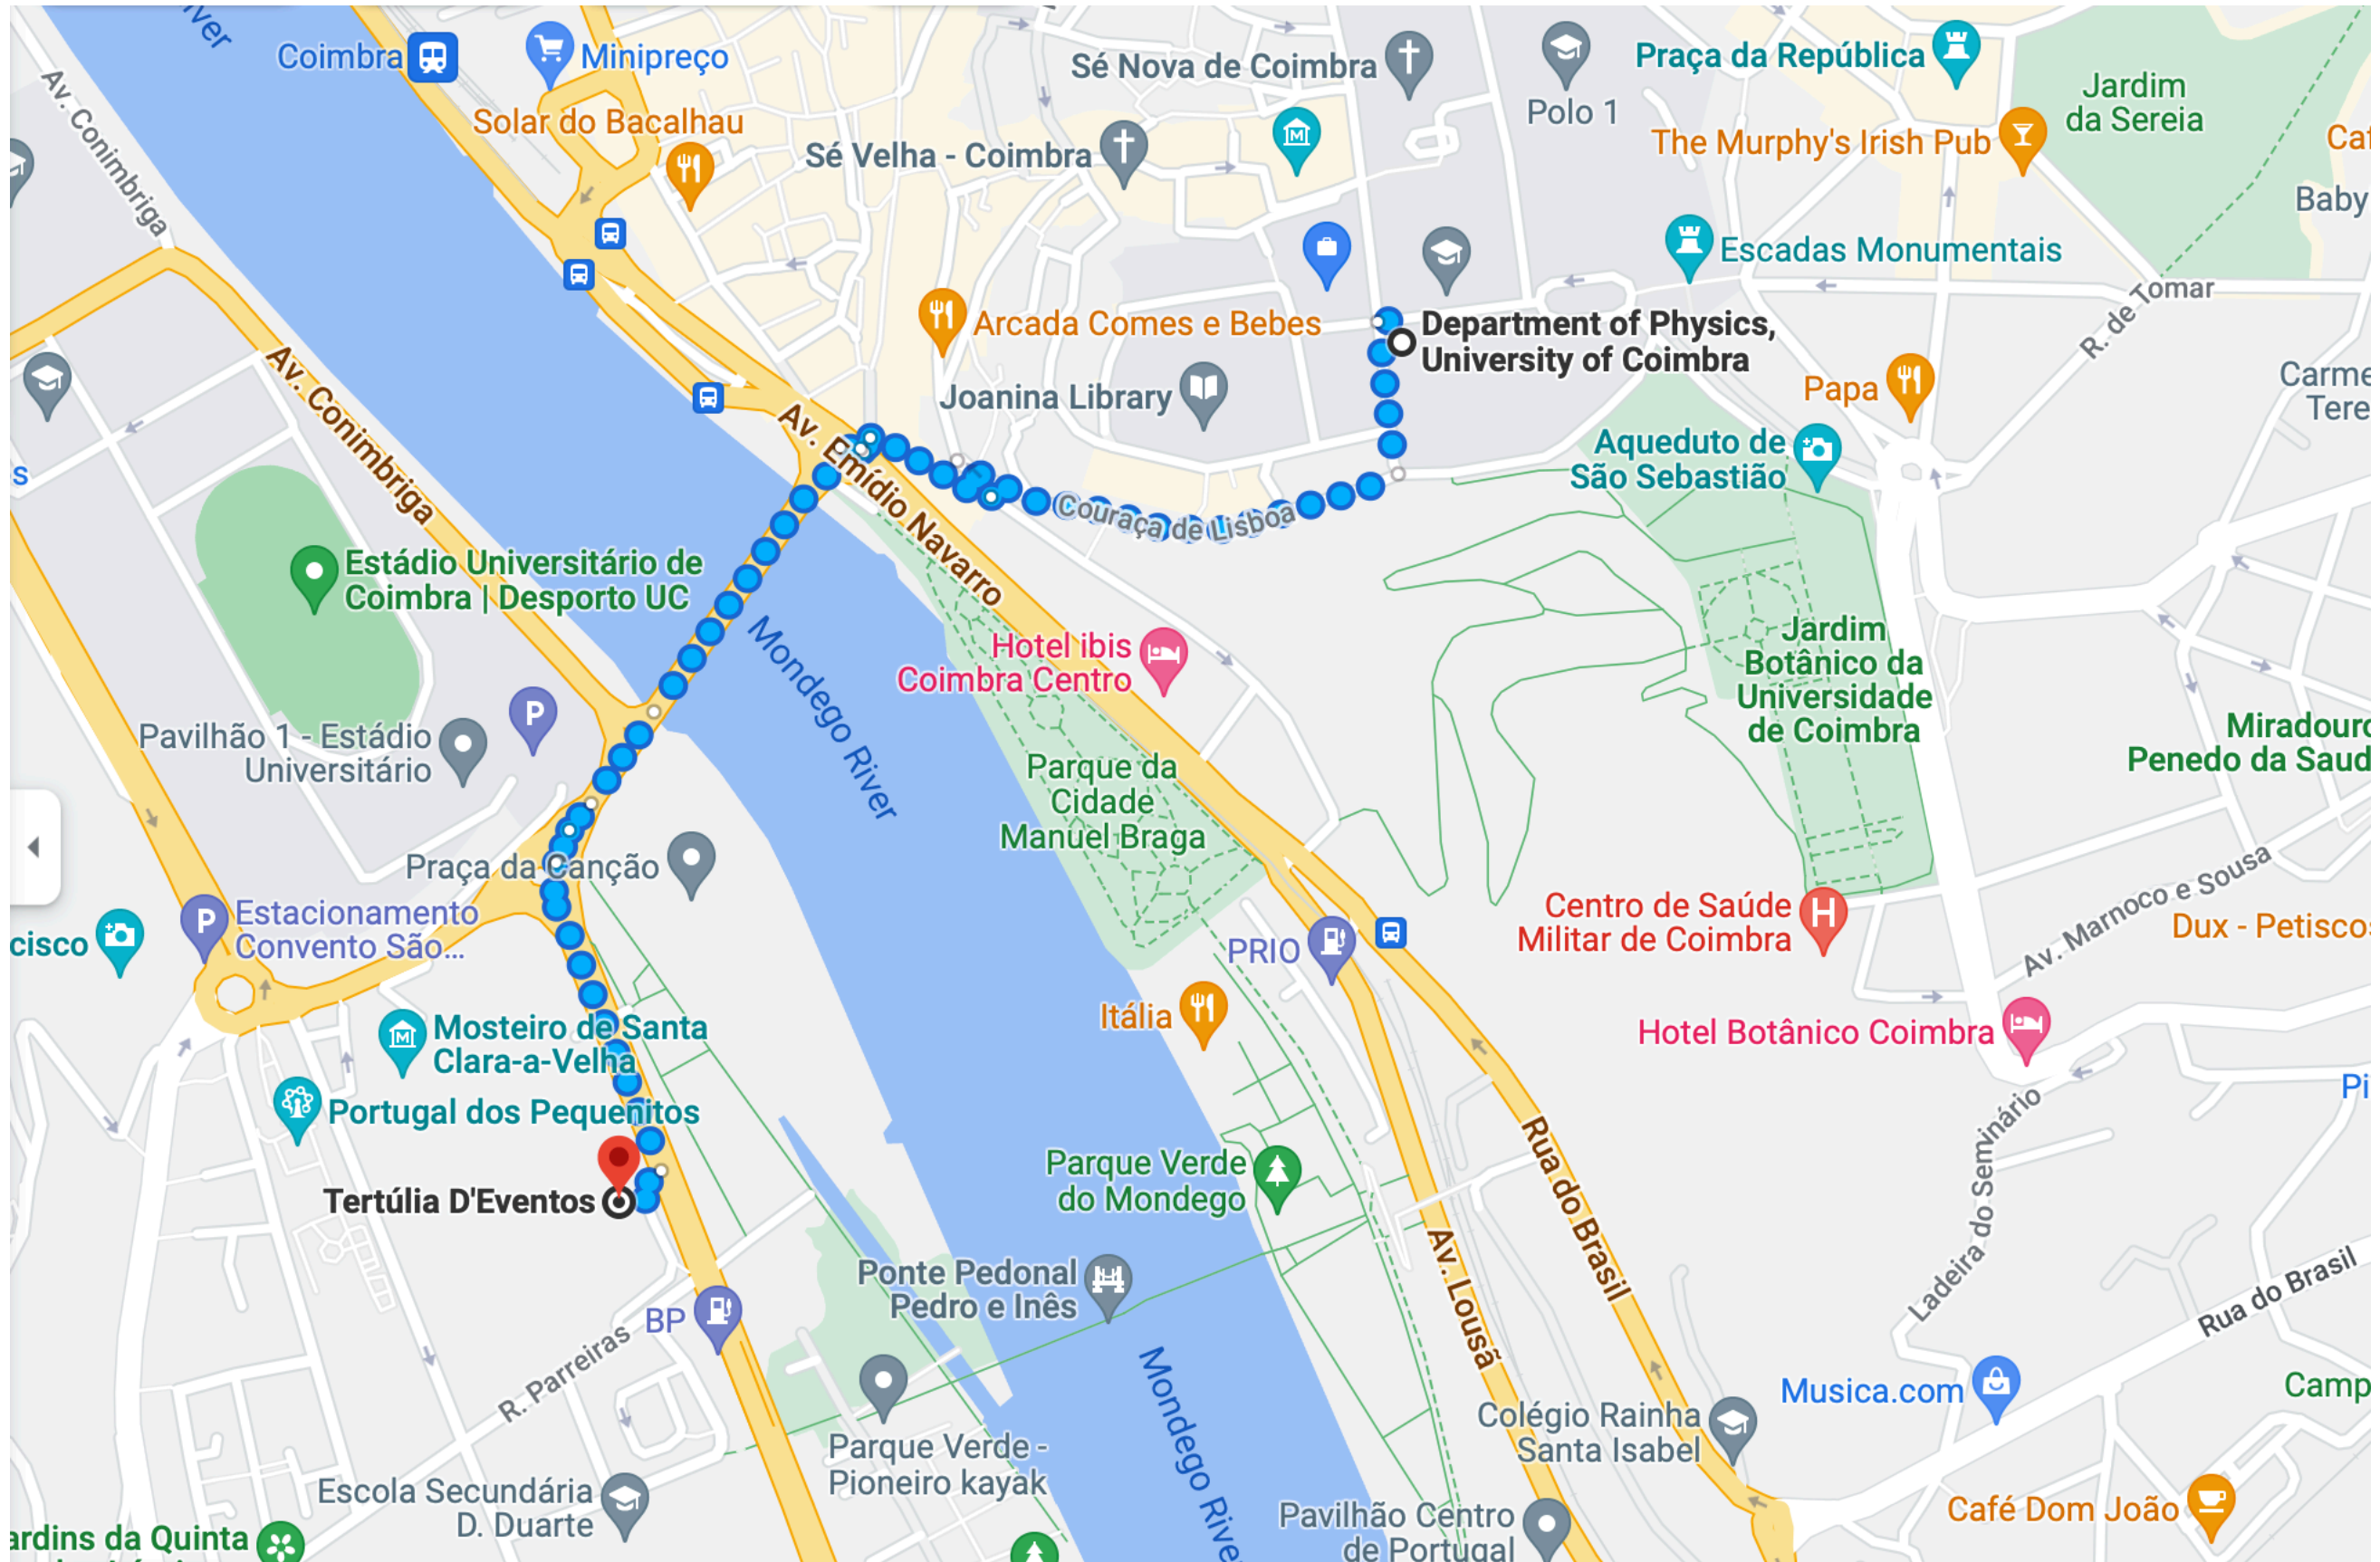 ver
Coimbra
Minipreço
Solar do Bacalhau
Av. Conimbriga
Sé Nova de Coimbra
Sé Velha - Coimbra
Polo 1
Praça da República
Jardim
da Sereia
The Murphy's Irish Pub
Baby
Escadas Monumentais
R. de Tomar
Arcada Comes e Bebes
Department of Physics,
University of Coimbra
Joanina Library
Papa
Carme
Tere
Av. Conimbriga
Av. Emídio Navarro
Aqueduto de
São Sebastião
s
Couraça de Lisboa
Estádio Universitário de
Coimbra | Desporto UC
Mondego River
Hotel ibis
Coimbra Centro
Jardim
Botânico da
Universidade
de Coimbra
Miradouro
Penedo da Saud
Pavilhão 1 - Estádio
Universitário
P
Parque da
Cidade
Manuel Braga
Praça da Canção
Av. Marnoco e Sousa
P
Estacionamento
Convento São...
cisco
PRIO
Centro de Saúde
Militar de Coimbra
H
Dux - Petiscos
Itália
Mosteiro de Santa
Clara-a-Velha
Hotel Botânico Coimbra
Portugal dos Pequenitos
Pi
Ladeira do Seminário
Rua do Brasil
Parque Verde
do Mondego
Tertúlia D'Eventos
Av. Lousã
Ponte Pedonal
Pedro e Inês
BP
Rua do Brasil
R. Parreiras
Mondego Rive
Musica.com
Camp
Colégio Rainha
Santa Isabel
Parque Verde -
Pioneiro kayak
Escola Secundária
D. Duarte
Pavilhão Centro
de Portugal
Café Dom João
ardins da Quinta